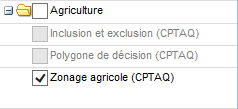 Agriculture
Inclusion et exclusion (CPTAQ)
Polygone de décision (CPTAQ)
Zonage agricole (CPTAQ)